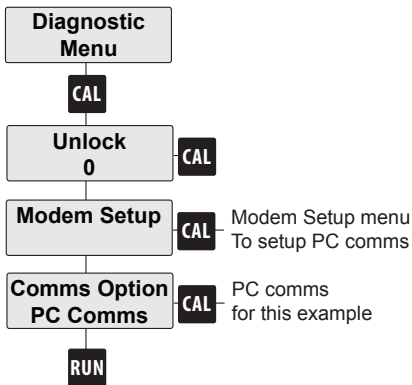 Diagnostic
Menu
CAL
Unlock
0
CAL
Modem Setup
CAL
Modem Setup menu
To setup PC comms
Comms Option
PC Comms
CAL
PC comms
for this example
RUN